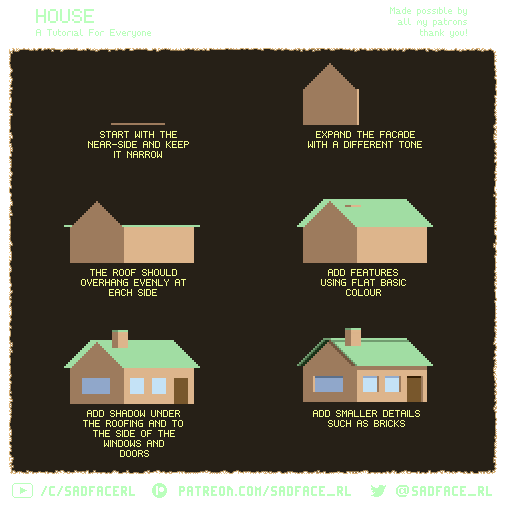 HOUSE
A Tutorial For Everyone
Made possible by
all my patrons
thank you!
START WITH THE
NEAR-SIDE AND KEEP
IT NARROW
EXPAND THE FACADE
WITH A DIFFERENT TONE
THE ROOF SHOULD
OVERHANG EVENLY AT
EACH SIDE
ADD FEATURES
USING FLAT BASIC
COLOUR
ADD SHADOW UNDER
THE ROOFING AND TO
THE SIDE OF THE
WINDOWS AND
DOORS
ADD SMALLER DETAILS
SUCH AS BRICKS
/C/SADFACERL
PATREON.COM/SADFACE_RL
@SADFACE_RL